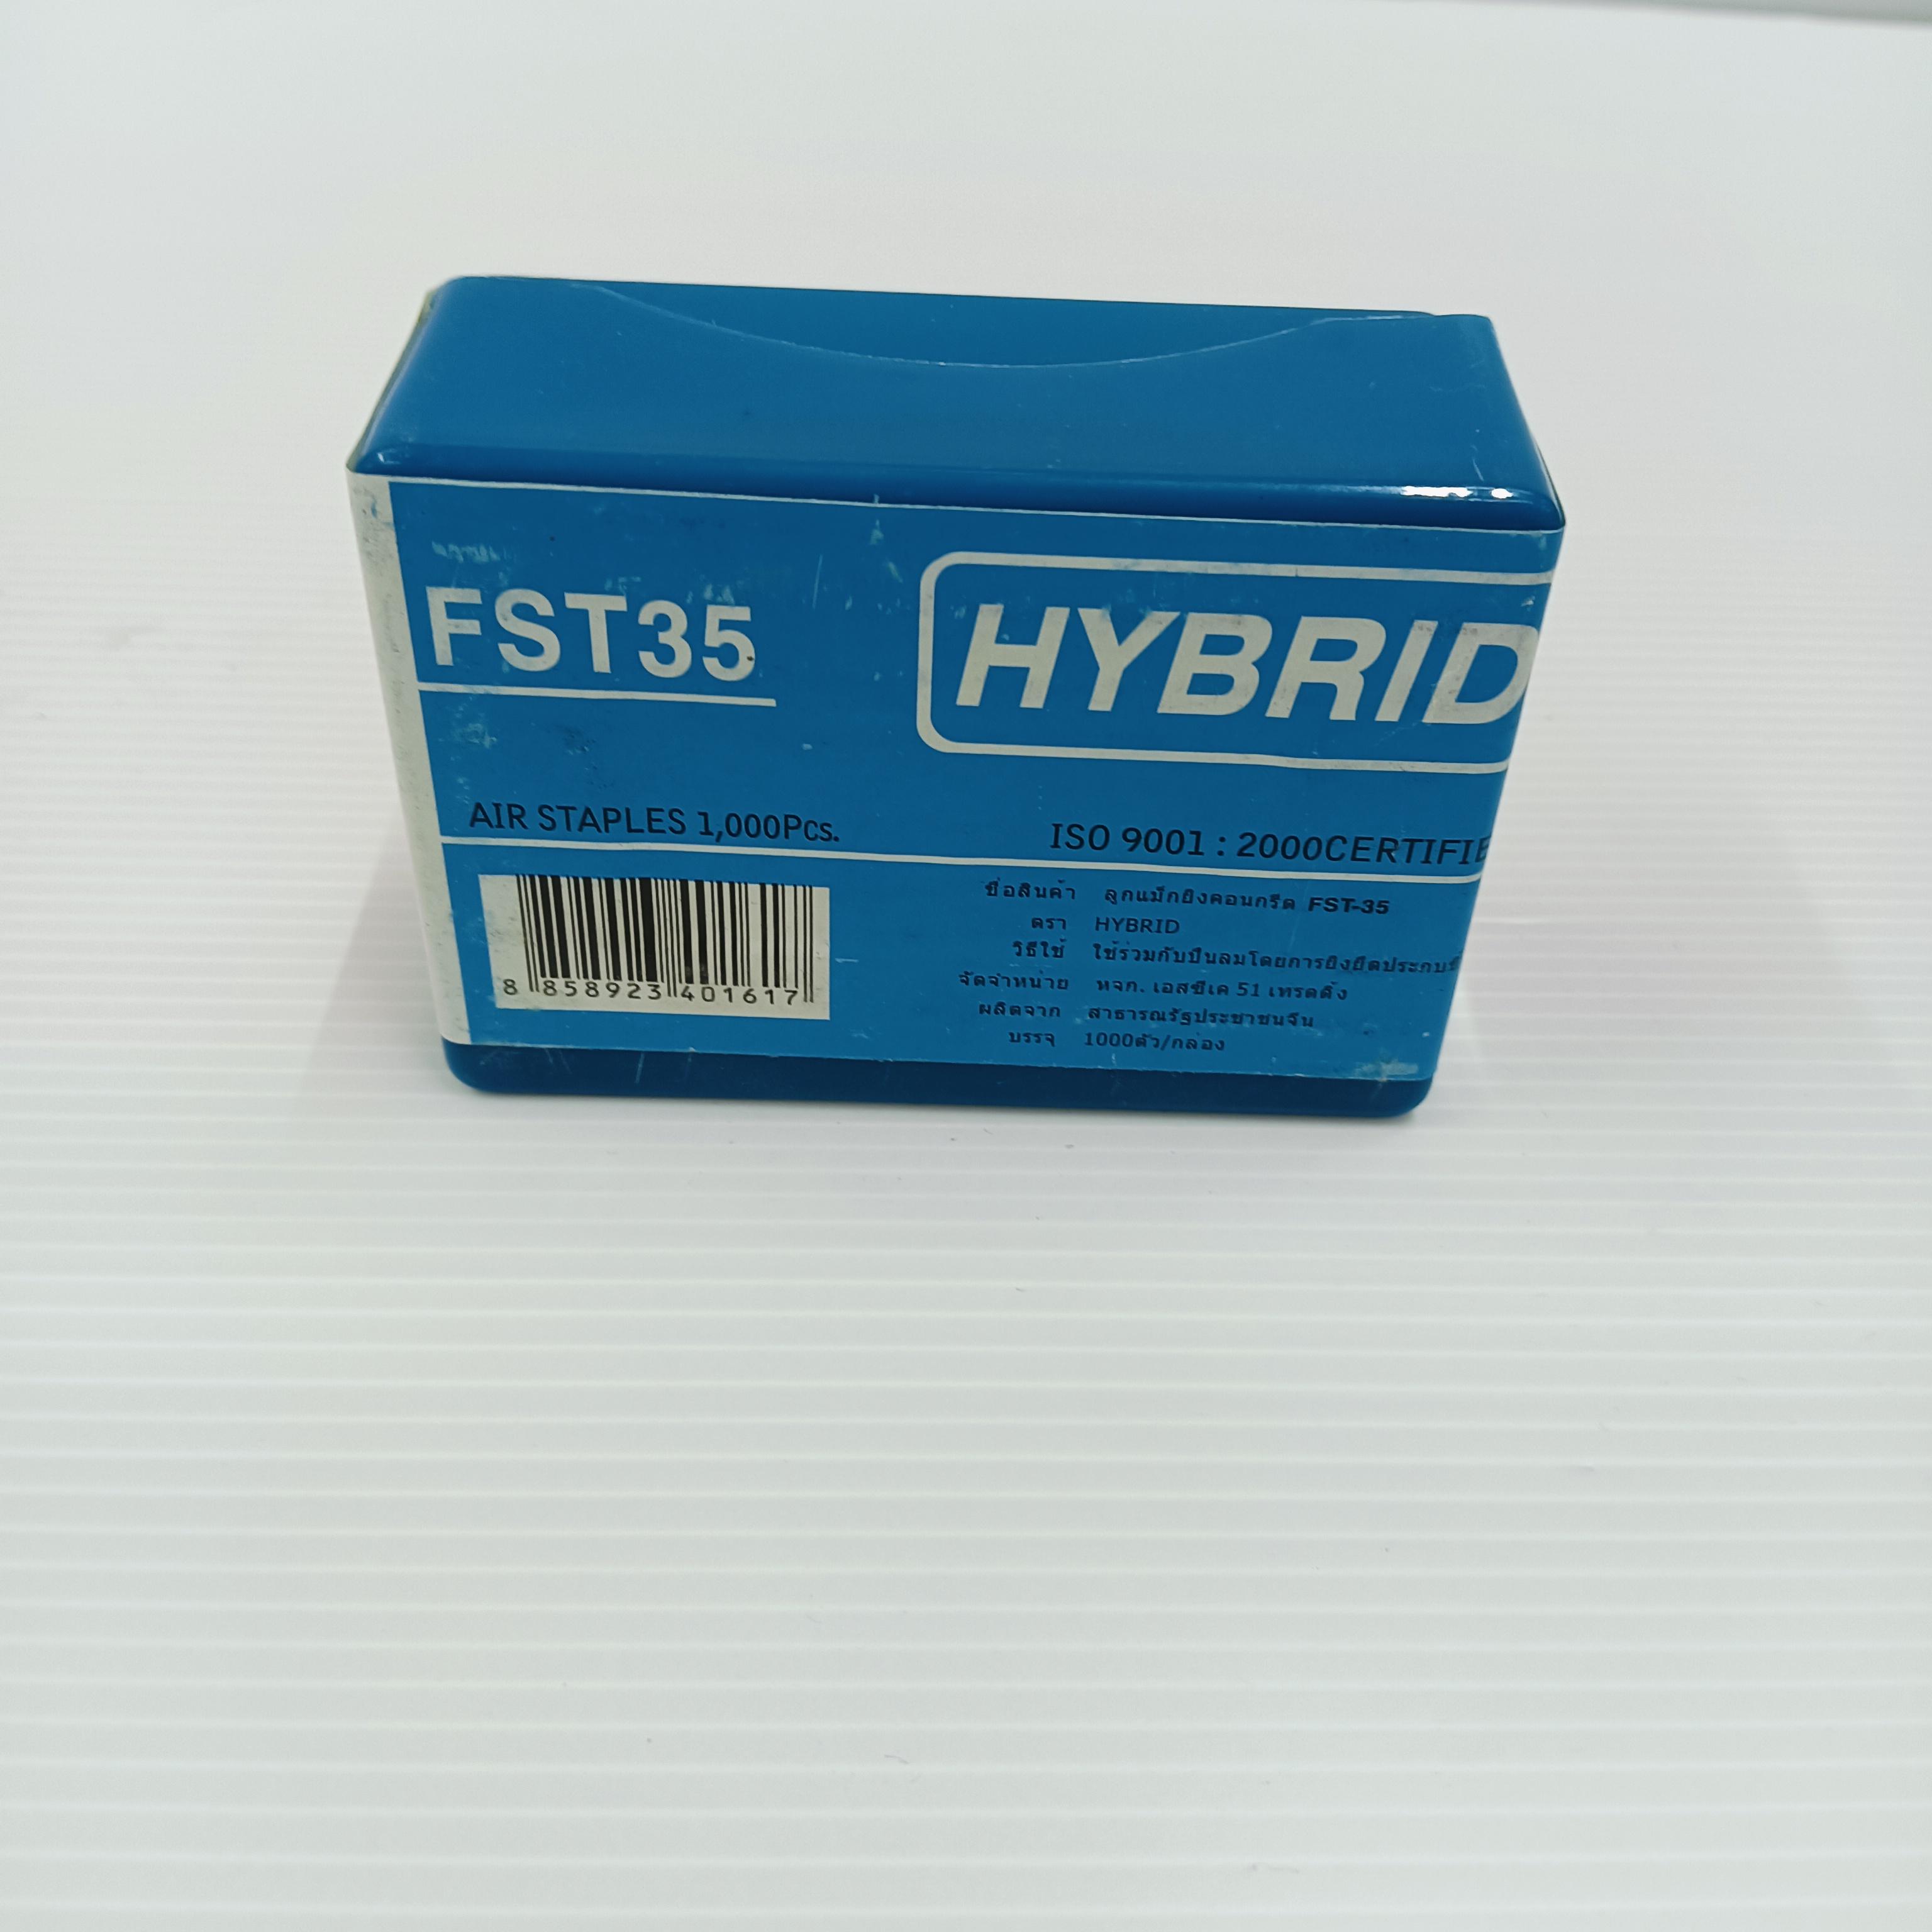 FST35
HYBRID
AIR STAPLES 1,000Pcs.
ISO 9001 : 2000CERTIFIE
8 858923 401617
ชื่อสินค้า ลูกแม็กยิงคอนกรีต FST-35
ตรา HYBRID
วิธีใช้ ใช้ร่วมกับปืนลมโดยการยิงยึดประกบ
จัดจำหน่าย หจก. เอสซีเค 51 เทรดดิ้ง
ผลิตจาก สาธารณรัฐประชาชนจีน
บรรจุ 1000ตัว/กล่อง